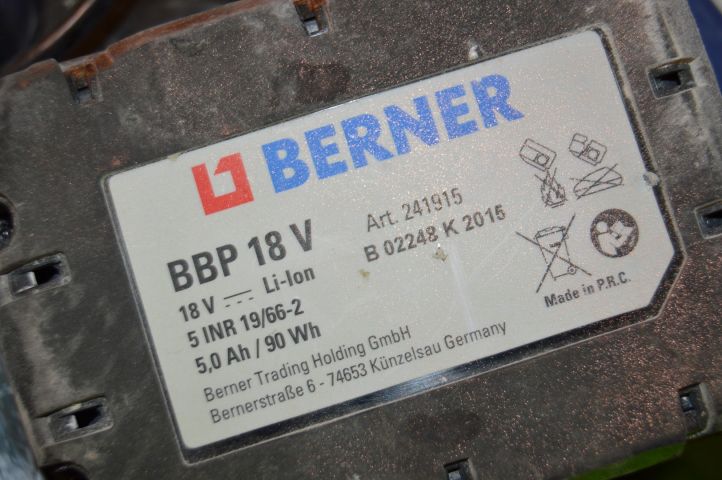 BERNER
BBP 18 V
Art. 241915
18 V Li-Ion
B 02248 K 2015
5 INR 19/66-2
5,0 Ah / 90 Wh
Berner Trading Holding GmbH
Bernerstraße 6 - 74653 Künzelsau Germany
Made in P.R.C.